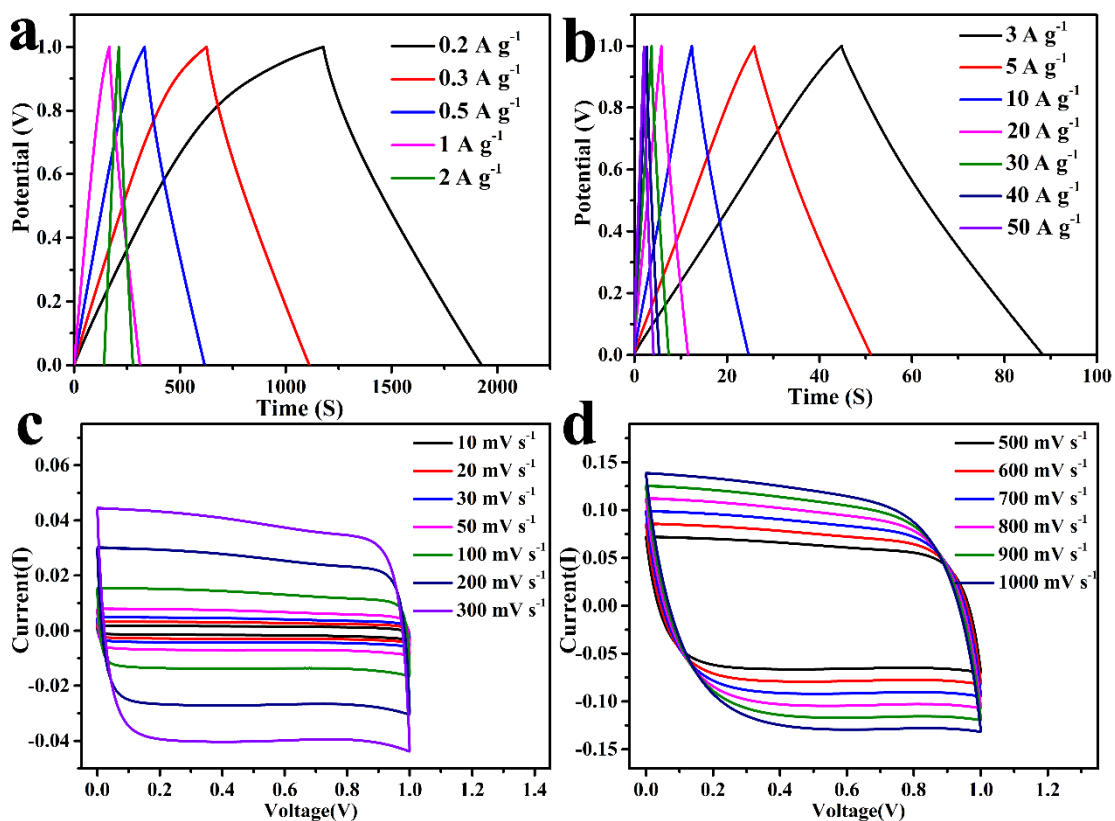 a
0.2 A g⁻¹
0.3 A g⁻¹
0.5 A g⁻¹
1 A g⁻¹
2 A g⁻¹
Potential (V)
1.0
0.8
0.6
0.4
0.2
0.0
0 500 1000 1500 2000
Time (S)
b
3 A g⁻¹
5 A g⁻¹
10 A g⁻¹
20 A g⁻¹
30 A g⁻¹
40 A g⁻¹
50 A g⁻¹
Potential (V)
1.0
0.8
0.6
0.4
0.2
0.0
0 20 40 60 80 100
Time (S)
c
10 mV s⁻¹
20 mV s⁻¹
30 mV s⁻¹
50 mV s⁻¹
100 mV s⁻¹
200 mV s⁻¹
300 mV s⁻¹
Current(I)
0.06
0.04
0.02
0.00
-0.02
-0.04
0.0 0.2 0.4 0.6 0.8 1.0 1.2 1.4
Voltage(V)
d
500 mV s⁻¹
600 mV s⁻¹
700 mV s⁻¹
800 mV s⁻¹
900 mV s⁻¹
1000 mV s⁻¹
Current(I)
0.15
0.10
0.05
0.00
-0.05
-0.10
-0.15
0.0 0.2 0.4 0.6 0.8 1.0 1.2
Voltage(V)